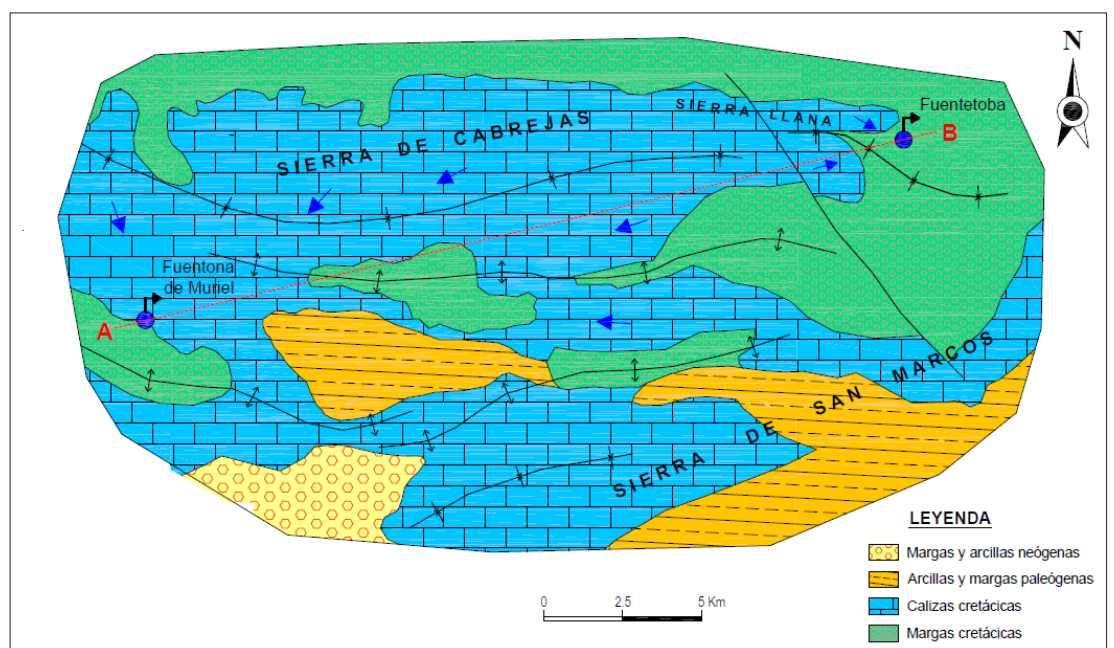 N
SIERRA LLANA
Fuentetoba
B
SIERRA DE CABREJAS
Fuentona
de Muriel
A
SIERRA DE SAN MARCOS
LEYENDA
Margas y arcillas neógenas
Arcillas y margas paleógenas
Calizas cretácicas
Margas cretácicas
0 2.5 5 Km